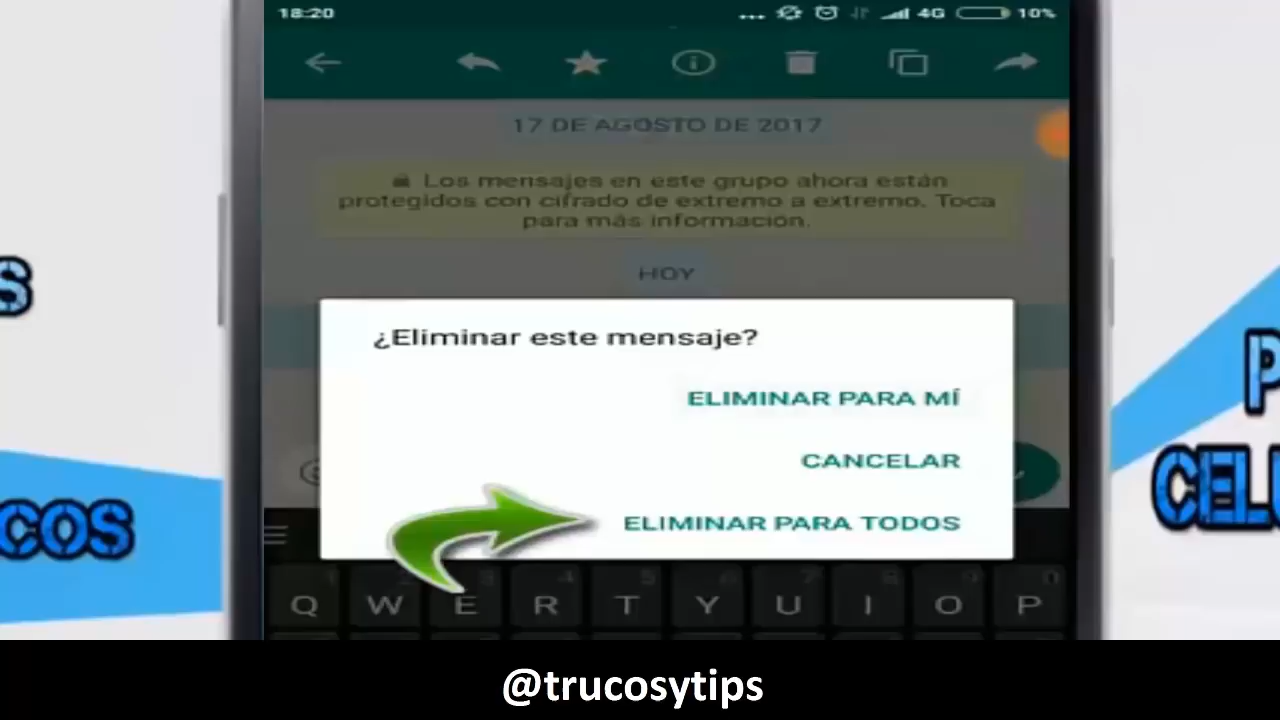 18:20
4G
10%
17 DE AGOSTO DE 2017
Los mensajes en este grupo ahora están
protegidos con cifrado de extremo a extremo. Toca
para más información.
HOY
¿Eliminar este mensaje?
ELIMINAR PARA MÍ
CANCELAR
ELIMINAR PARA TODOS
S
COS
P
CEL
Q W E R T Y U I O P
@trucosytips